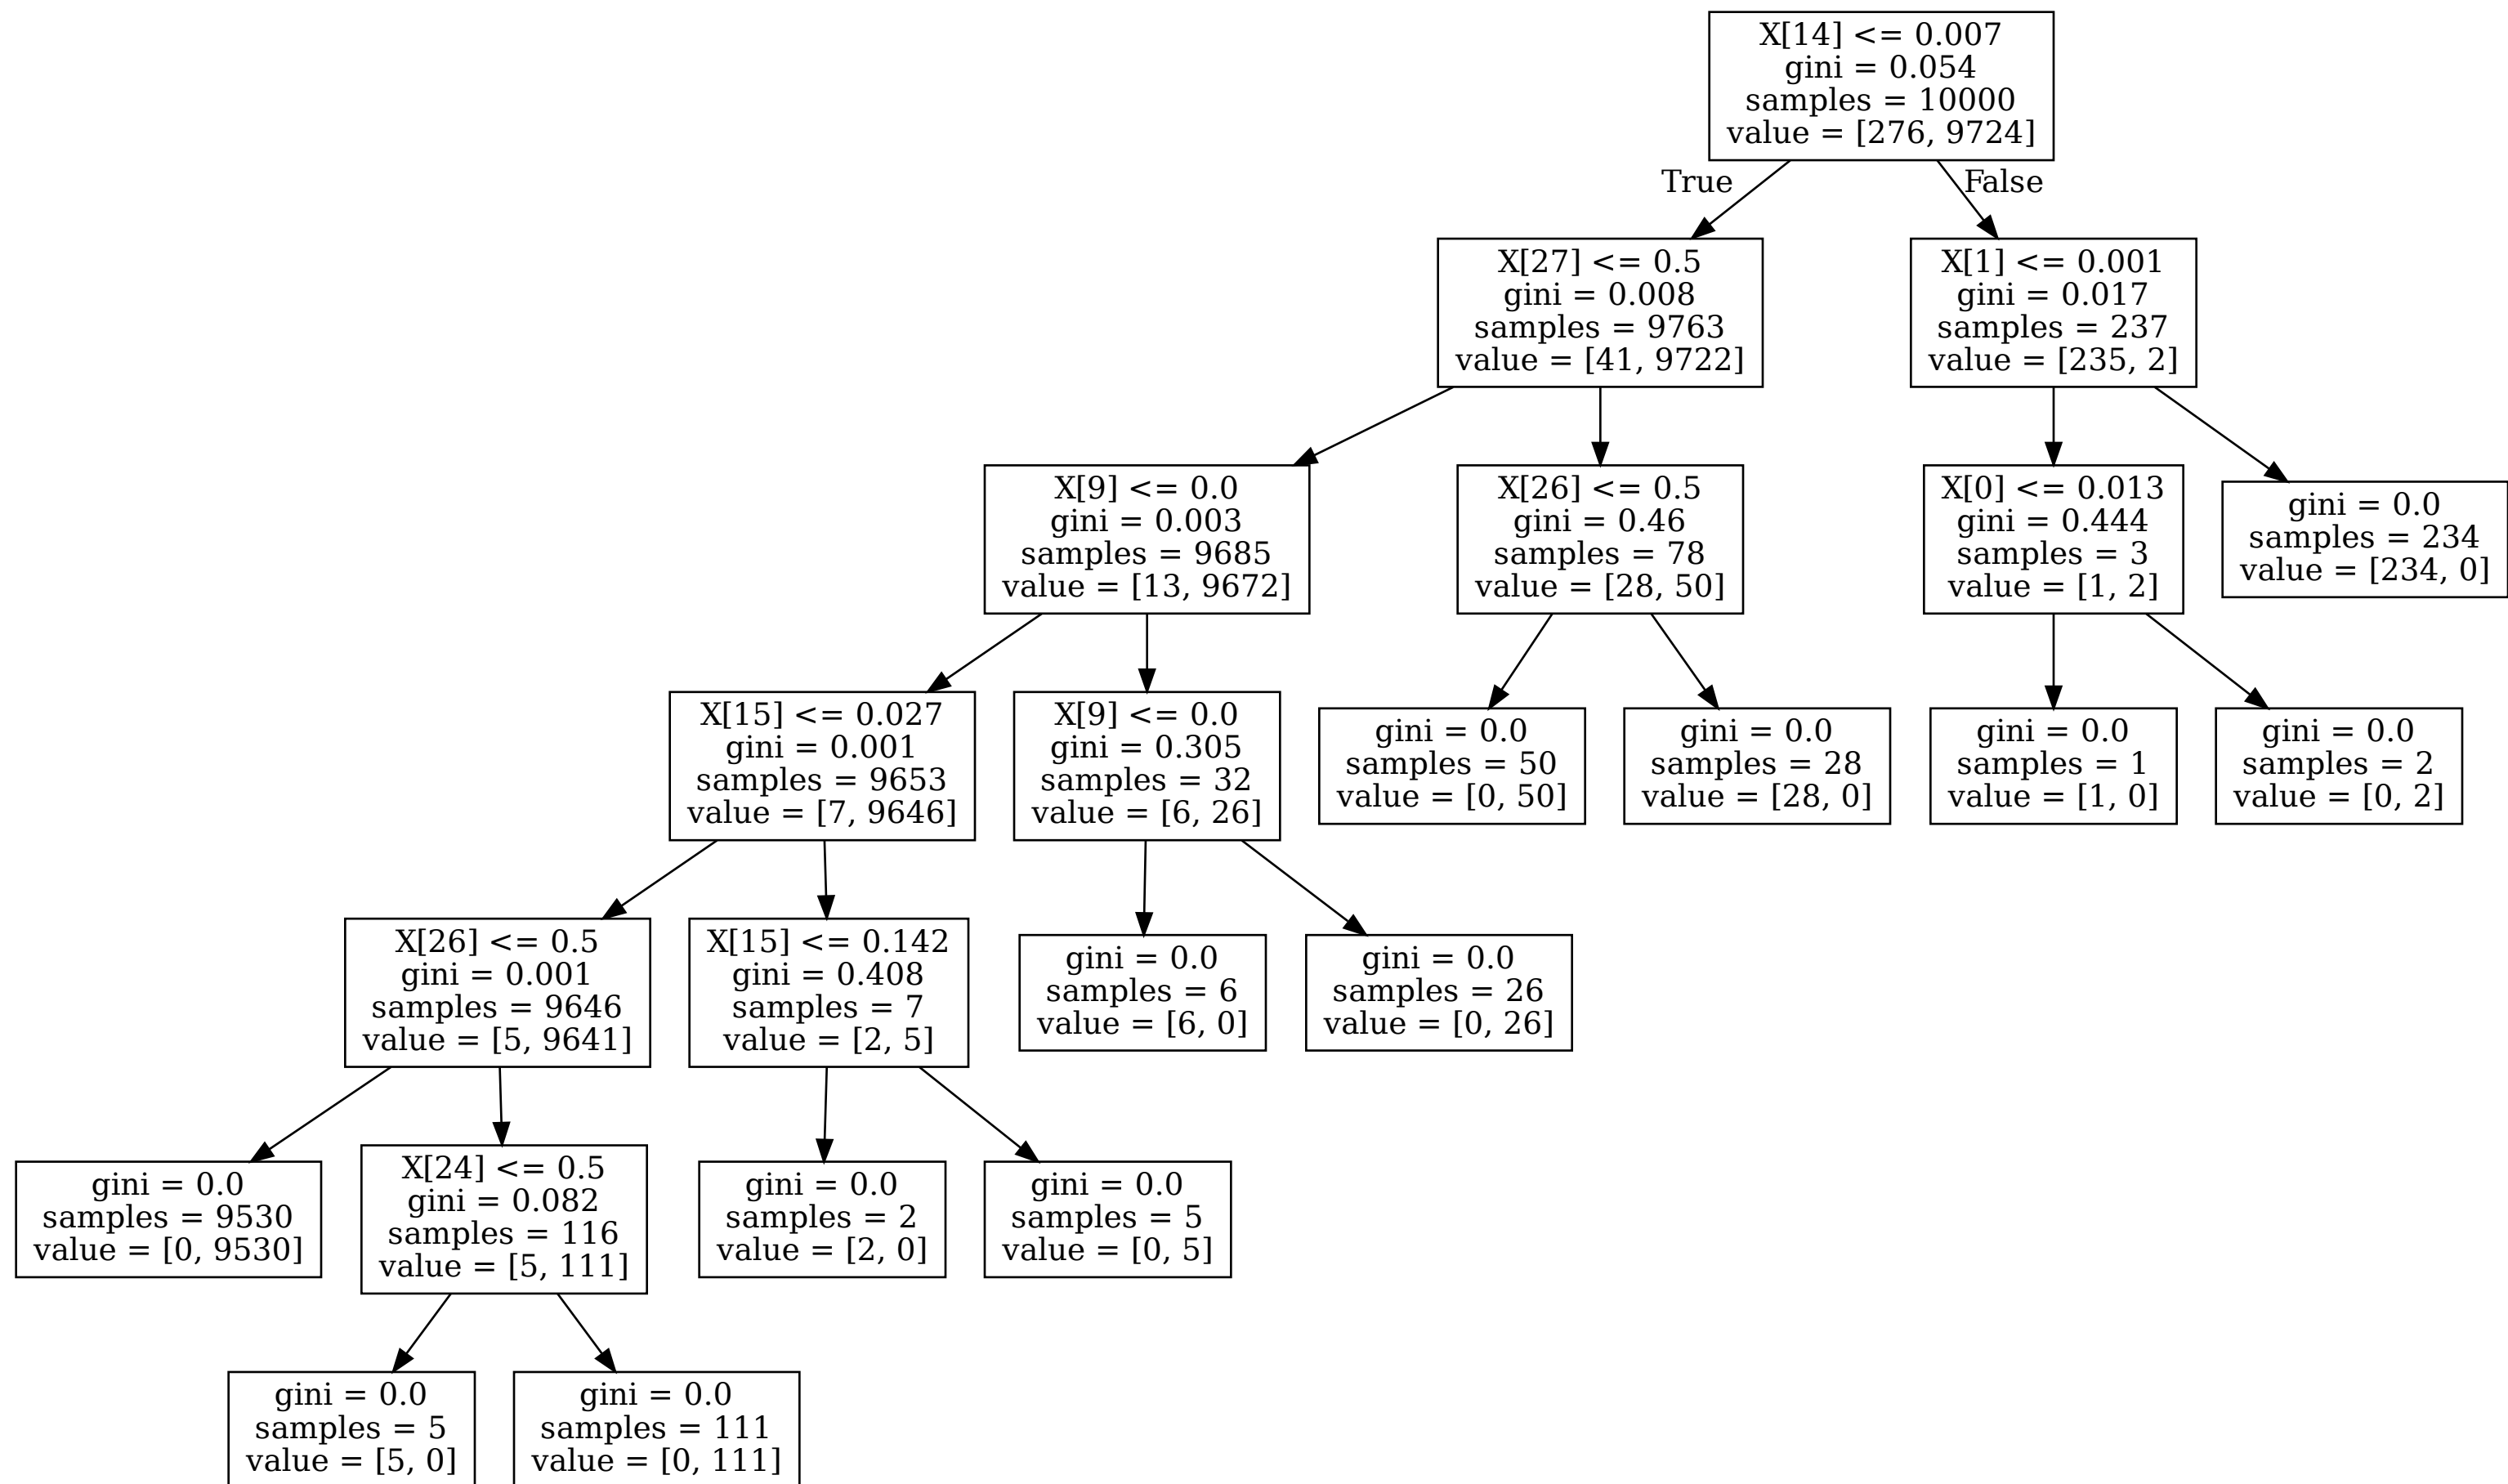 X[14] <= 0.007
gini = 0.054
samples = 10000
value = [276, 9724]
True
False
X[27] <= 0.5
gini = 0.008
samples = 9763
value = [41, 9722]
X[1] <= 0.001
gini = 0.017
samples = 237
value = [235, 2]
X[9] <= 0.0
gini = 0.003
samples = 9685
value = [13, 9672]
X[26] <= 0.5
gini = 0.46
samples = 78
value = [28, 50]
X[0] <= 0.013
gini = 0.444
samples = 3
value = [1, 2]
gini = 0.0
samples = 234
value = [234, 0]
X[15] <= 0.027
gini = 0.001
samples = 9653
value = [7, 9646]
X[9] <= 0.0
gini = 0.305
samples = 32
value = [6, 26]
gini = 0.0
samples = 50
value = [0, 50]
gini = 0.0
samples = 28
value = [28, 0]
gini = 0.0
samples = 1
value = [1, 0]
gini = 0.0
samples = 2
value = [0, 2]
X[26] <= 0.5
gini = 0.001
samples = 9646
value = [5, 9641]
X[15] <= 0.142
gini = 0.408
samples = 7
value = [2, 5]
gini = 0.0
samples = 6
value = [6, 0]
gini = 0.0
samples = 26
value = [0, 26]
gini = 0.0
samples = 9530
value = [0, 9530]
X[24] <= 0.5
gini = 0.082
samples = 116
value = [5, 111]
gini = 0.0
samples = 2
value = [2, 0]
gini = 0.0
samples = 5
value = [0, 5]
gini = 0.0
samples = 5
value = [5, 0]
gini = 0.0
samples = 111
value = [0, 111]